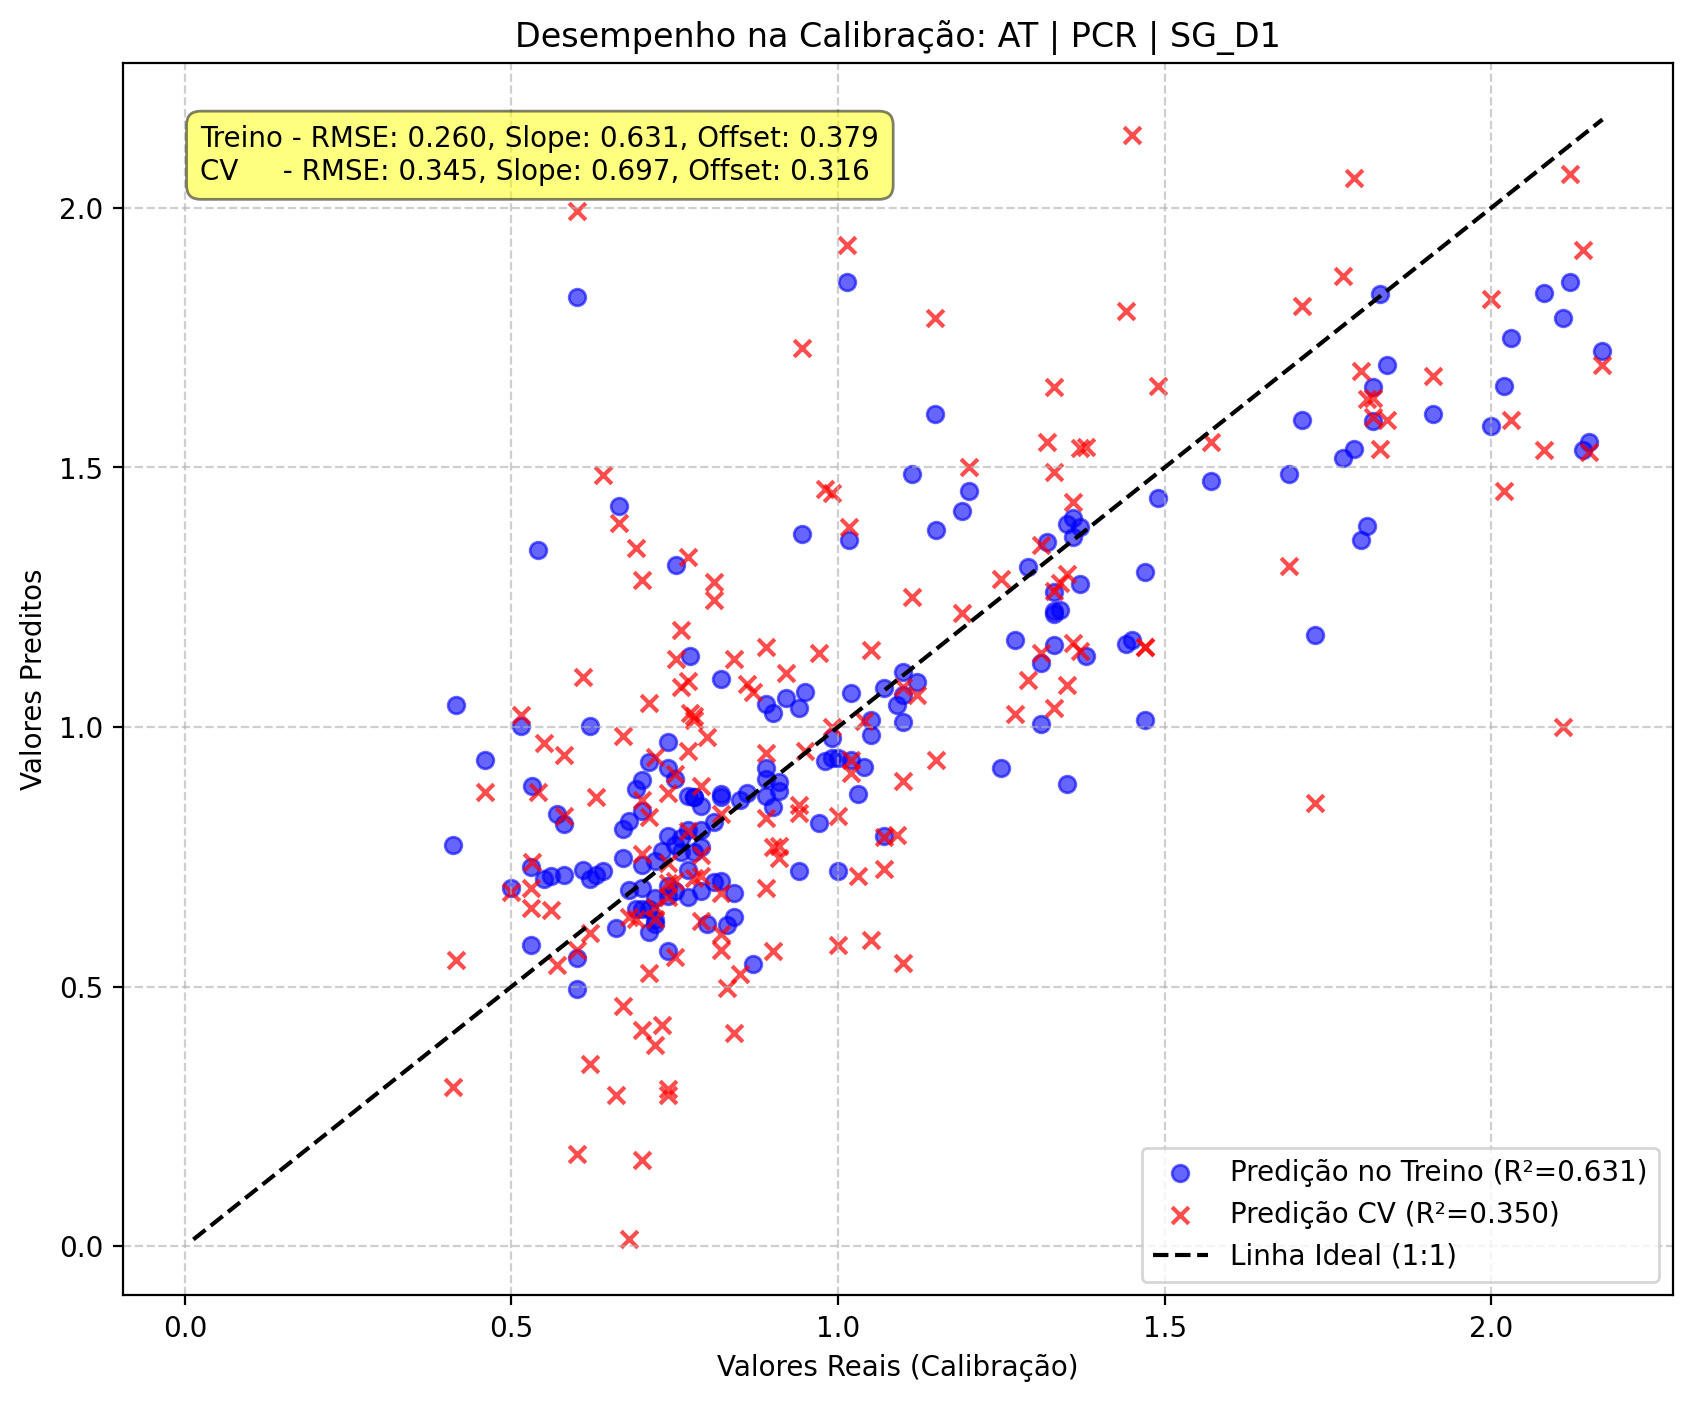 Desempenho na Calibração: AT | PCR | SG_D1
Treino - RMSE: 0.260, Slope: 0.631, Offset: 0.379
CV - RMSE: 0.345, Slope: 0.697, Offset: 0.316
Valores Preditos
2.0
1.5
1.0
0.5
0.0
Predição no Treino (R²=0.631)
Predição CV (R²=0.350)
Linha Ideal (1:1)
0.0 0.5 1.0 1.5 2.0
Valores Reais (Calibração)